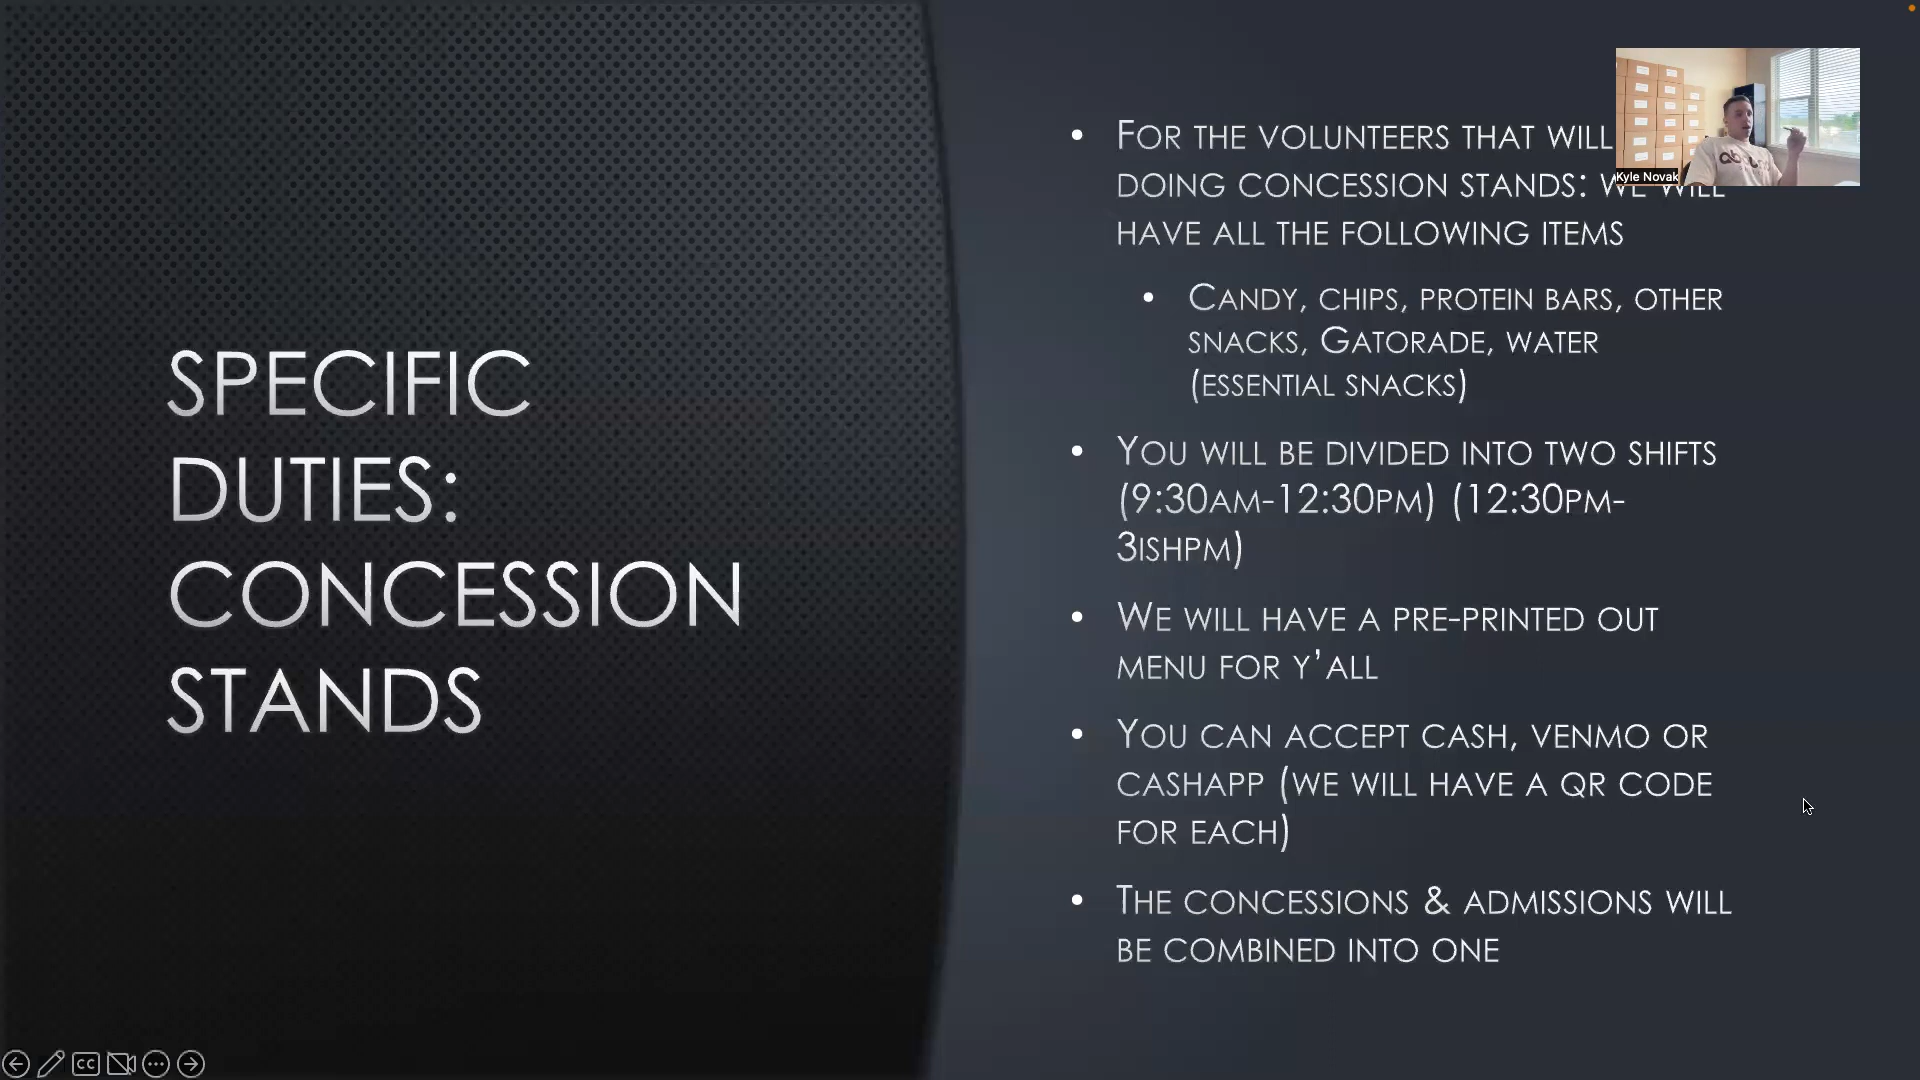 SPECIFIC
DUTIES:
CONCESSION
STANDS
FOR THE VOLUNTEERS THAT WILL
DOING CONCESSION STANDS: WE WILL
HAVE ALL THE FOLLOWING ITEMS
CANDY, CHIPS, PROTEIN BARS, OTHER
SNACKS, GATORADE, WATER
(ESSENTIAL SNACKS)
YOU WILL BE DIVIDED INTO TWO SHIFTS
(9:30AM-12:30PM) (12:30PM-
3ISHPM)
WE WILL HAVE A PRE-PRINTED OUT
MENU FOR Y’ALL
YOU CAN ACCEPT CASH, VENMO OR
CASHAPP (WE WILL HAVE A QR CODE
FOR EACH)
THE CONCESSIONS & ADMISSIONS WILL
BE COMBINED INTO ONE
Kyle Novak
CC